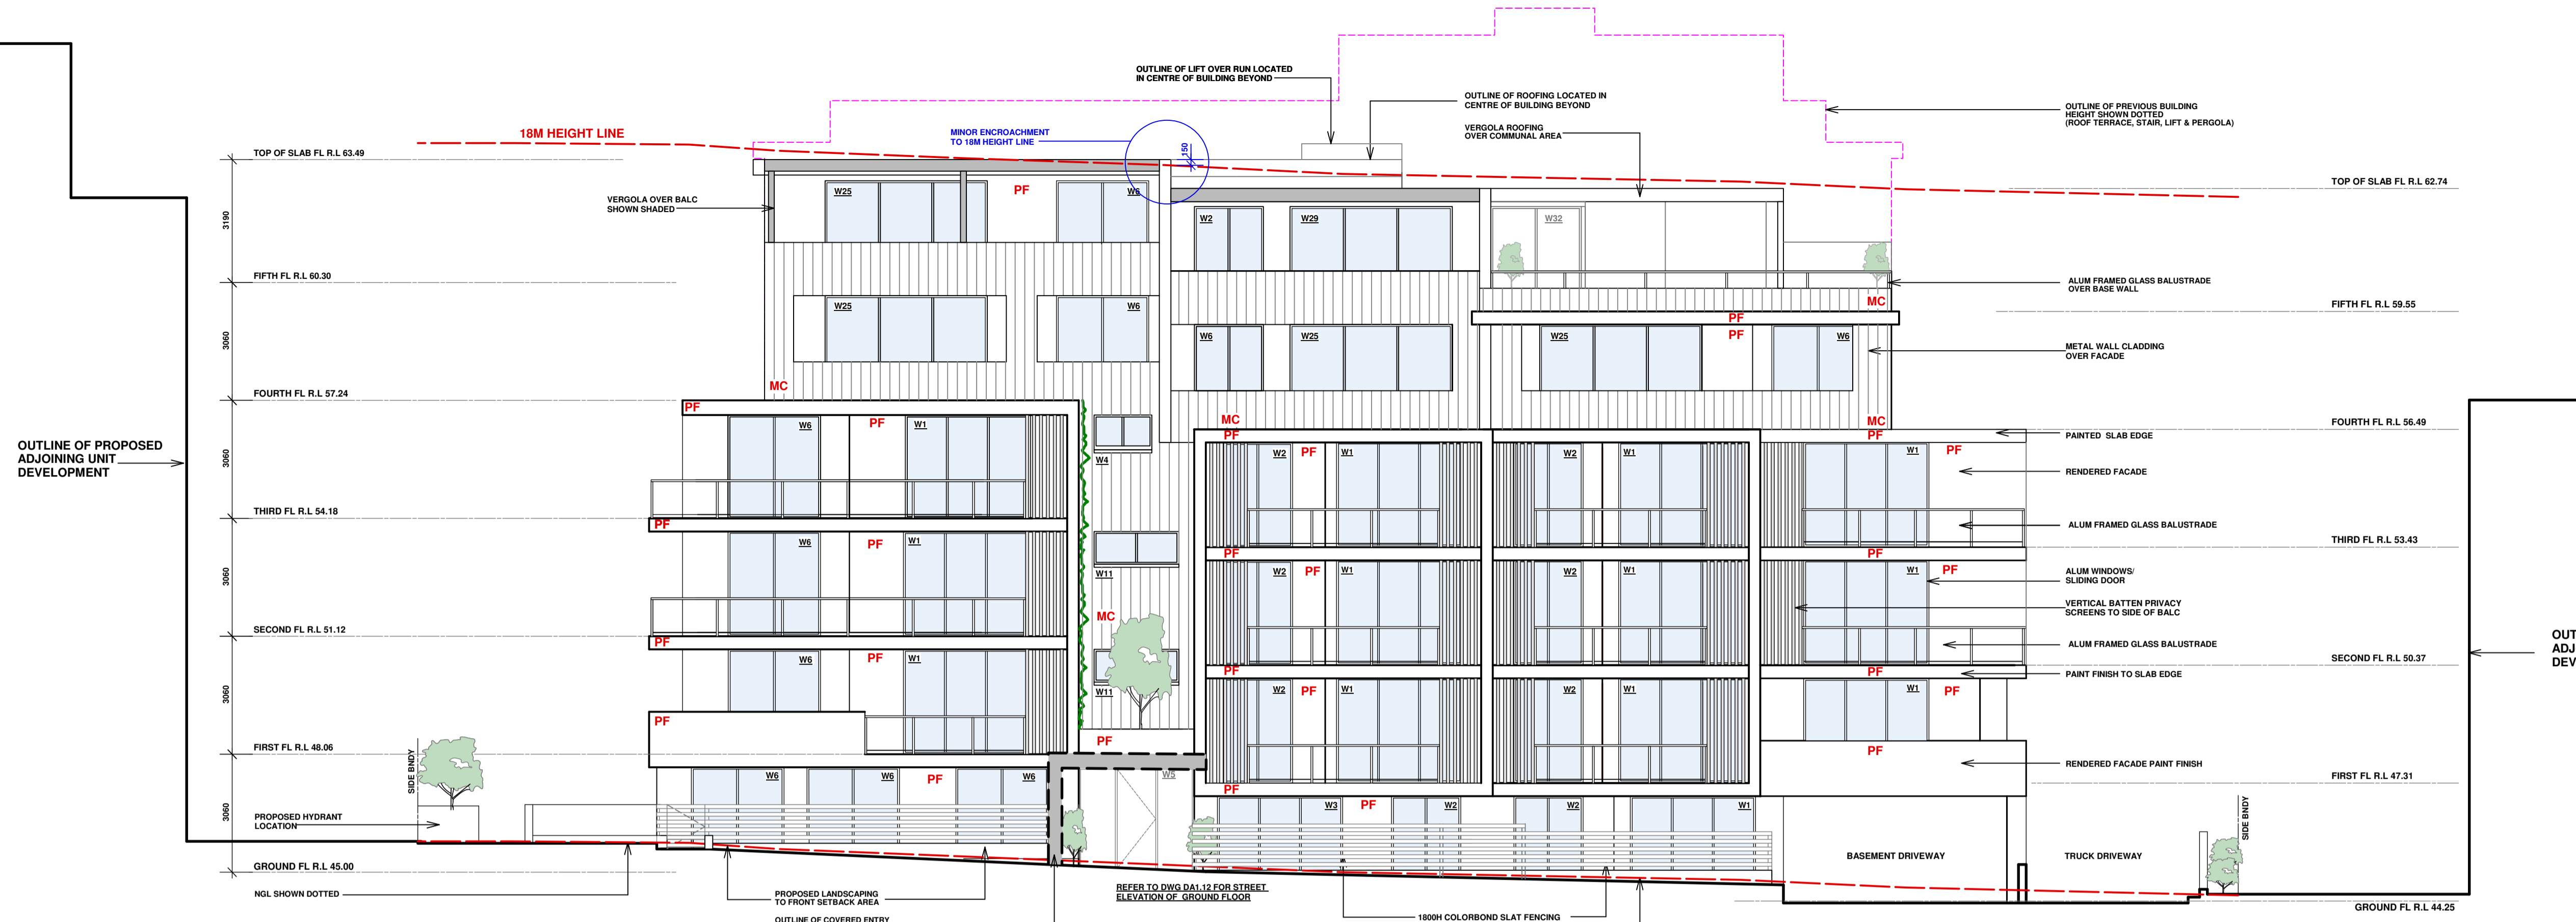 OUTLINE OF LIFT OVER RUN LOCATED
IN CENTRE OF BUILDING BEYOND
OUTLINE OF ROOFING LOCATED IN
CENTRE OF BUILDING BEYOND
OUTLINE OF PREVIOUS BUILDING
HEIGHT SHOWN DOTTED
(ROOF TERRACE, STAIR, LIFT & PERGOLA)
18M HEIGHT LINE
MINOR ENCROACHMENT
TO 18M HEIGHT LINE
150
VERGOLA ROOFING
OVER COMMUNAL AREA
TOP OF SLAB FL R.L 63.49
TOP OF SLAB FL R.L 62.74
VERGOLA OVER BALC
SHOWN SHADED
W25
PF
W6
W2
W29
W32
3190
FIFTH FL R.L 60.30
ALUM FRAMED GLASS BALUSTRADE
OVER BASE WALL
MC
FIFTH FL R.L 59.55
W25
W6
PF
W6
W25
W25
PF
W6
3060
METAL WALL CLADDING
OVER FACADE
MC
FOURTH FL R.L 57.24
PF
MC
MC
FOURTH FL R.L 56.49
W6
PF
W1
PF
PF
PAINTED SLAB EDGE
OUTLINE OF PROPOSED
ADJOINING UNIT
DEVELOPMENT
3060
W4
W2
PF
W1
W2
W1
W1
PF
RENDERED FACADE
THIRD FL R.L 54.18
PF
ALUM FRAMED GLASS BALUSTRADE
THIRD FL R.L 53.43
W6
PF
W1
PF
PF
3060
W11
W2
PF
W1
W2
W1
W1
PF
ALUM WINDOWS/
SLIDING DOOR
VERTICAL BATTEN PRIVACY
SCREENS TO SIDE OF BALC
MC
SECOND FL R.L 51.12
PF
ALUM FRAMED GLASS BALUSTRADE
SECOND FL R.L 50.37
W6
PF
W1
PF
PF
PAINT FINISH TO SLAB EDGE
3060
W11
W2
PF
W1
W2
W1
W1
PF
PF
PF
PF
FIRST FL R.L 48.06
RENDERED FACADE PAINT FINISH
SIDE BNDY
W6
W6
PF
W6
W5
FIRST FL R.L 47.31
PF
3060
PROPOSED HYDRANT
LOCATION
W3
PF
W2
W2
W1
SIDE BNDY
BASEMENT DRIVEWAY
TRUCK DRIVEWAY
GROUND FL R.L 45.00
NGL SHOWN DOTTED
PROPOSED LANDSCAPING
TO FRONT SETBACK AREA
REFER TO DWG DA1.12 FOR STREET
ELEVATION OF GROUND FLOOR
GROUND FL R.L 44.25
OUTLINE OF COVERED ENTRY
1800H COLORBOND SLAT FENCING